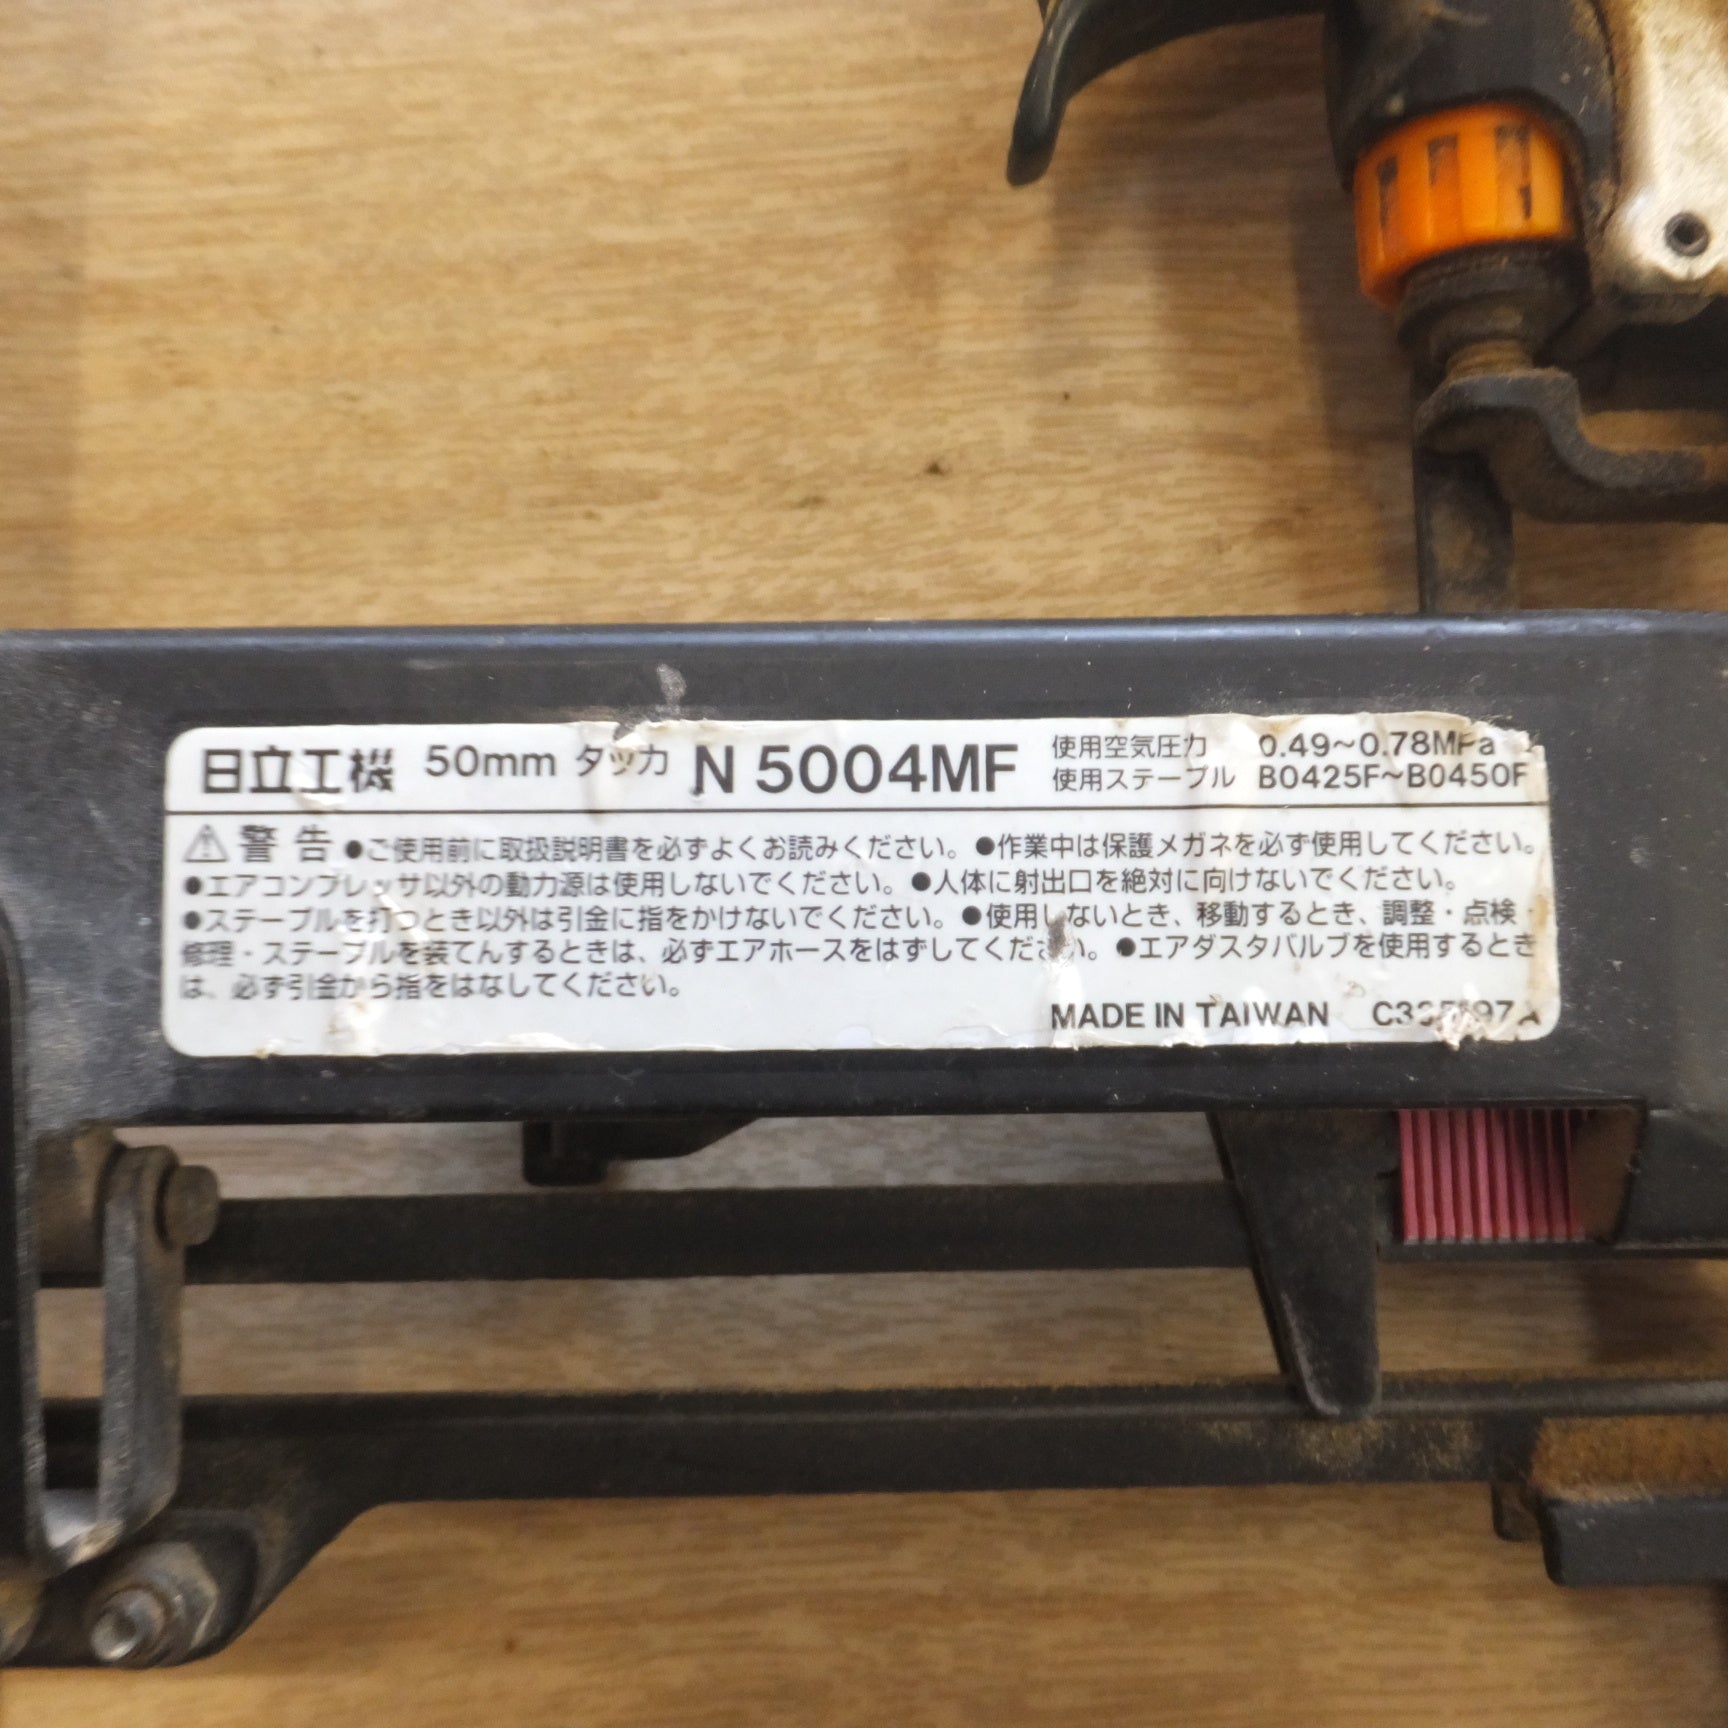 日立工機 50mm タッカ N 5004MF 使用空気圧力 0.49~0.78MPa
使用ステープル B0425F~B0450F
⚠警告 ●ご使用前に取扱説明書を必ずよくお読みください。●作業中は保護メガネを必ず使用してください。
●エアコンプレッサ以外の動力源は使用しないでください。●人体に射出口を絶対に向けないでください。
●ステープルを打つとき以外は引金に指をかけないでください。●使用しないとき、移動するとき、調整・点検・
修理・ステープルを装てんするときは、必ずエアホースをはずしてください。●エアダスタバルブを使用するとき
は、必ず引金から指をはなしてください。
MADE IN TAIWAN